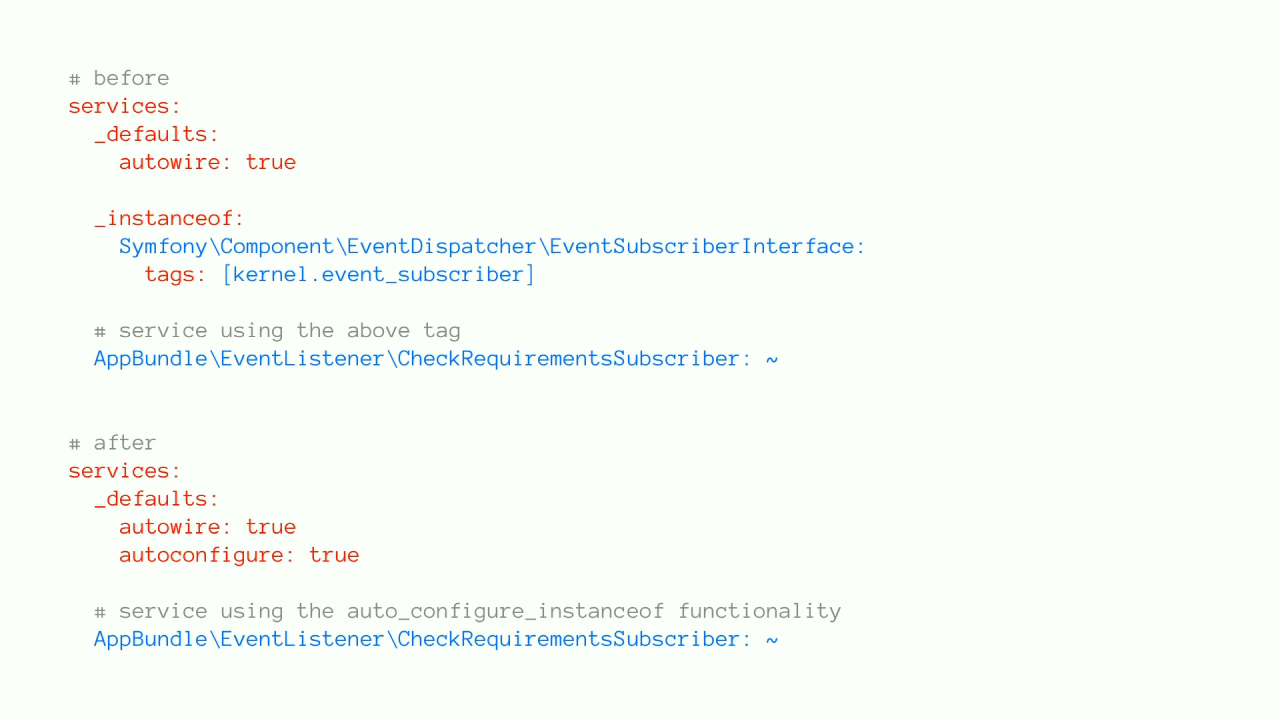 # before
services:
  _defaults:
    autowire: true
  _instanceof:
    Symfony\Component\EventDispatcher\EventSubscriberInterface:
      tags: [kernel.event_subscriber]
  # service using the above tag
  AppBundle\EventListener\CheckRequirementsSubscriber: ~
# after
services:
  _defaults:
    autowire: true
    autoconfigure: true
  # service using the auto_configure_instanceof functionality
  AppBundle\EventListener\CheckRequirementsSubscriber: ~